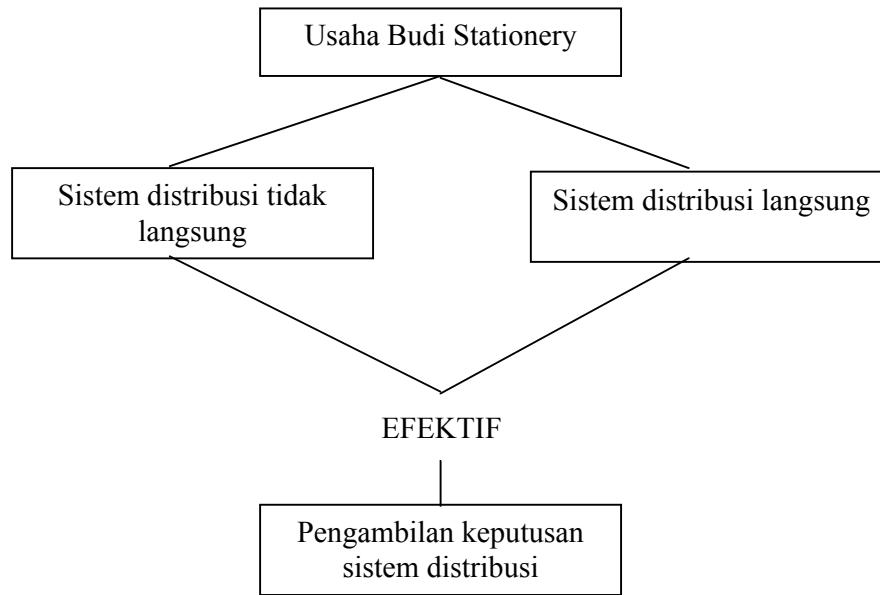 Usaha Budi Stationery
Sistem distribusi tidak
langsung
Sistem distribusi langsung
EFEKTIF
Pengambilan keputusan
sistem distribusi